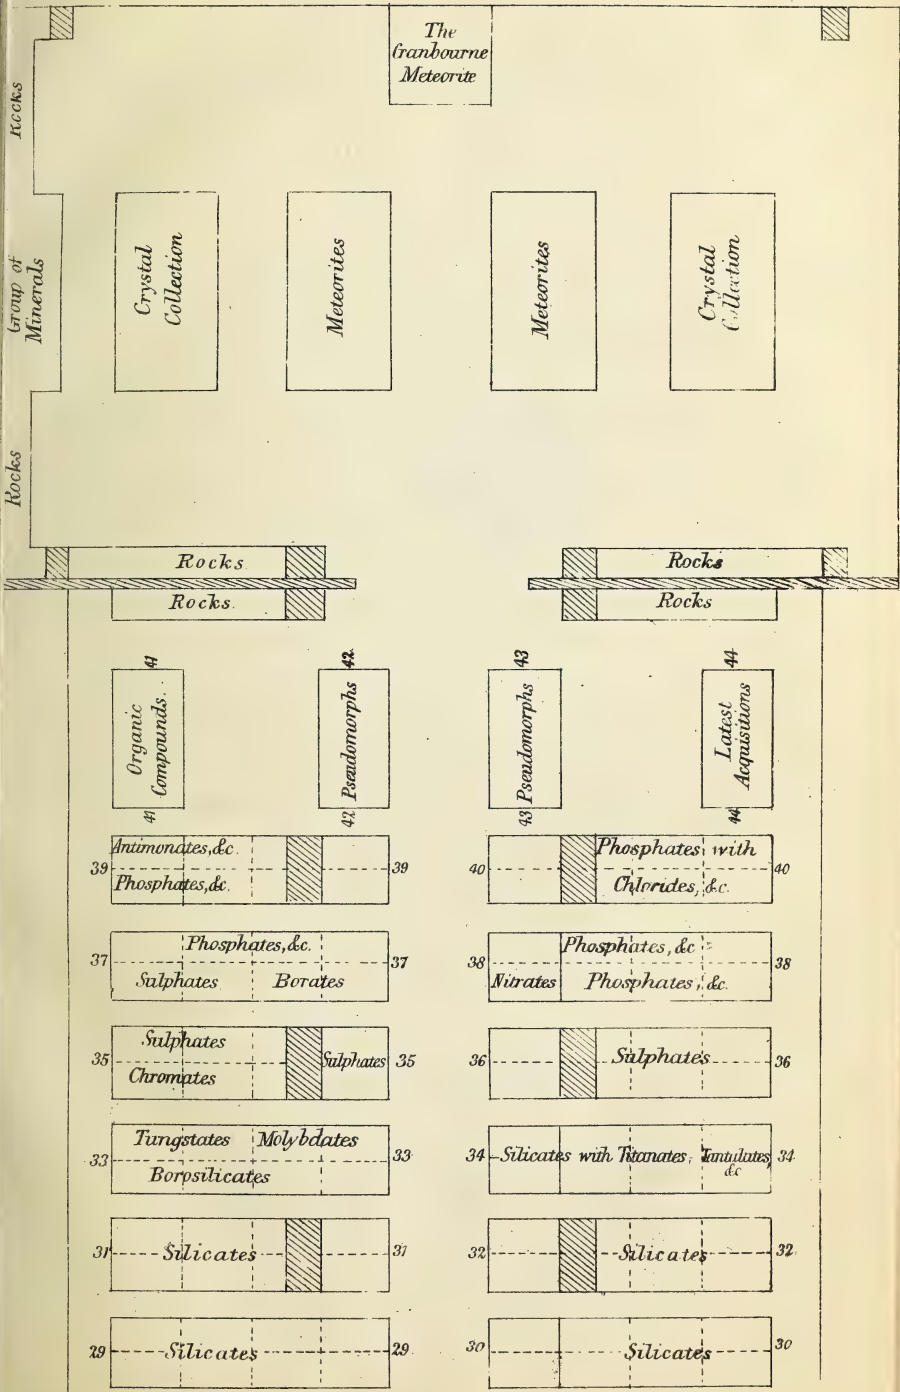 The
Cranbourne
Meteorite
Rocks
Group of
Minerals
Rocks
Crystal
Collection
Meteorites
Meteorites
Crystal
Collection
Rocks
Rocks
Rocks.
Rocks
41
42
43
44
Organic
Compounds.
Pseudomorphs
Pseudomorphs
Latest
Acquisitions
41
42
43
44
39
Antimonates, &c.
Phosphates, &c.
39
40
Phosphates with
Chlorides, &c.
40
37
Phosphates, &c.
Sulphates
Borates
37
38
Phosphates, &c
Nitrates
Phosphates, &c.
38
35
Sulphates
Chromates
Sulphates
35
36
Sulphates
36
33
Tungstates Molybdates
Borosilicates
33
34
Silicates with Titanates, Tantalates,
&c
34
31
Silicates
31
32
Silicates
32
29
Silicates
29
30
Silicates
30